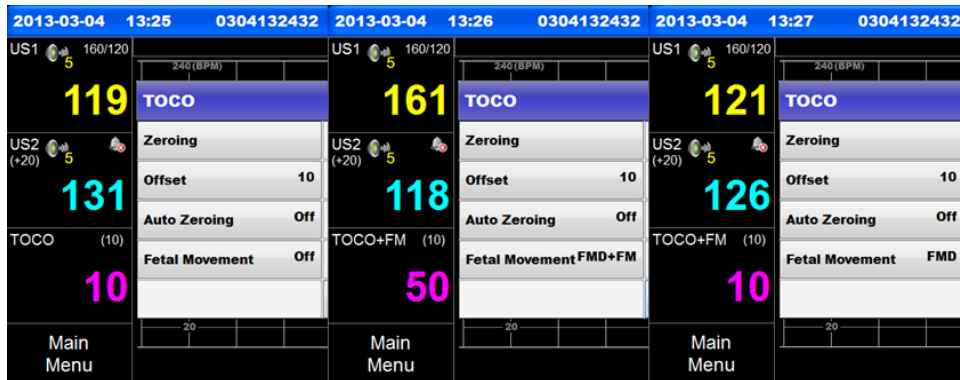 2013-03-04 13:25 0304132432
US1 160/120
5
240(BPM)
119
TOCO
US2
(+20) 5
Zeroing
131
Offset 10
Auto Zeroing Off
TOCO (10)
Fetal Movement Off
10
20
Main
Menu
2013-03-04 13:26 0304132432
US1 160/120
5
240(BPM)
161
TOCO
US2
(+20) 5
Zeroing
118
Offset 10
Auto Zeroing Off
TOCO+FM (10)
Fetal Movement FMD+FM
50
20
Main
Menu
2013-03-04 13:27 0304132432
US1 160/120
5
240(BPM)
121
TOCO
US2
(+20) 5
Zeroing
126
Offset 10
Auto Zeroing Off
TOCO+FM (10)
Fetal Movement FMD
10
20
Main
Menu